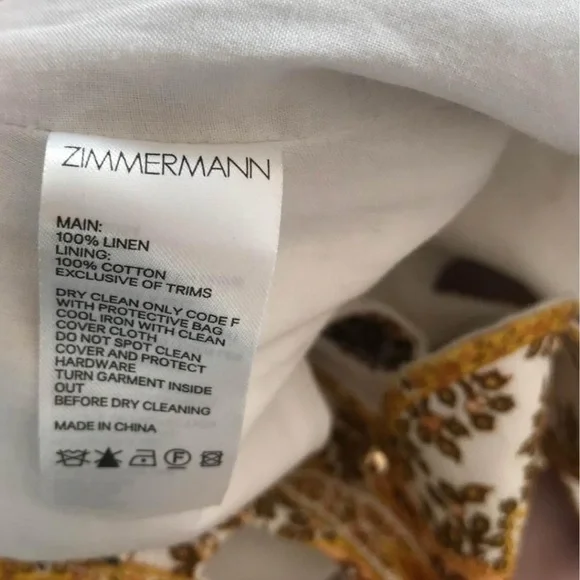 ZIMMERMANN
MAIN:
100% LINEN
LINING:
100% COTTON
EXCLUSIVE OF TRIMS
DRY CLEAN ONLY CODE F
WITH PROTECTIVE BAG
COOL IRON WITH CLEAN
COVER CLOTH
DO NOT SPOT CLEAN
COVER AND PROTECT
HARDWARE
TURN GARMENT INSIDE
OUT
BEFORE DRY CLEANING
MADE IN CHINA
F